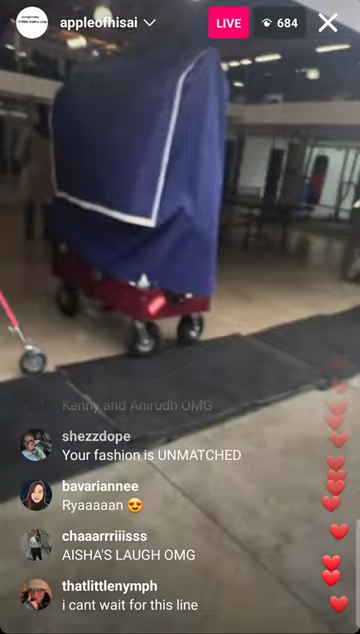 appleofhisai
LIVE
684
Kenny and Anirudh OMG
shezzdope
Your fashion is UNMATCHED
bavariannee
Ryaaaaan 😍
chaaarrriiisss
AISHA'S LAUGH OMG
thatlittlenymph
i cant wait for this line